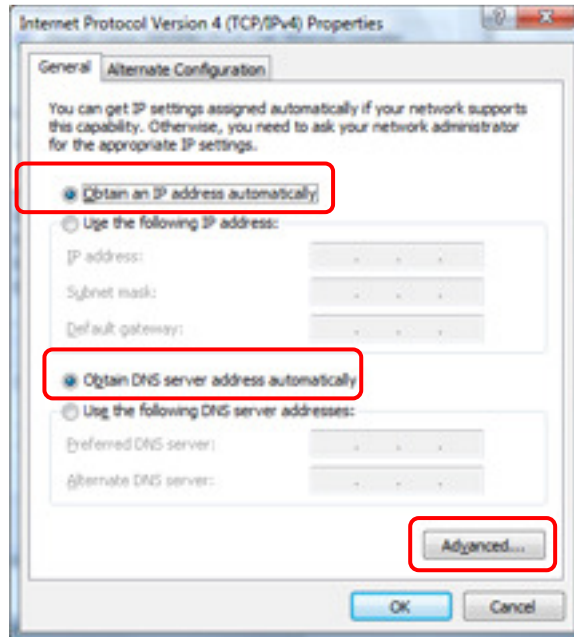 Internet Protocol Version 4 (TCP/IPv4) Properties
General
Alternate Configuration
You can get IP settings assigned automatically if your network supports
this capability. Otherwise, you need to ask your network administrator
for the appropriate IP settings.
Obtain an IP address automatically
Use the following IP address:
IP address:
Subnet mask:
Default gateway:
Obtain DNS server address automatically
Use the following DNS server addresses:
Preferred DNS server:
Alternate DNS server:
Advanced...
OK
Cancel